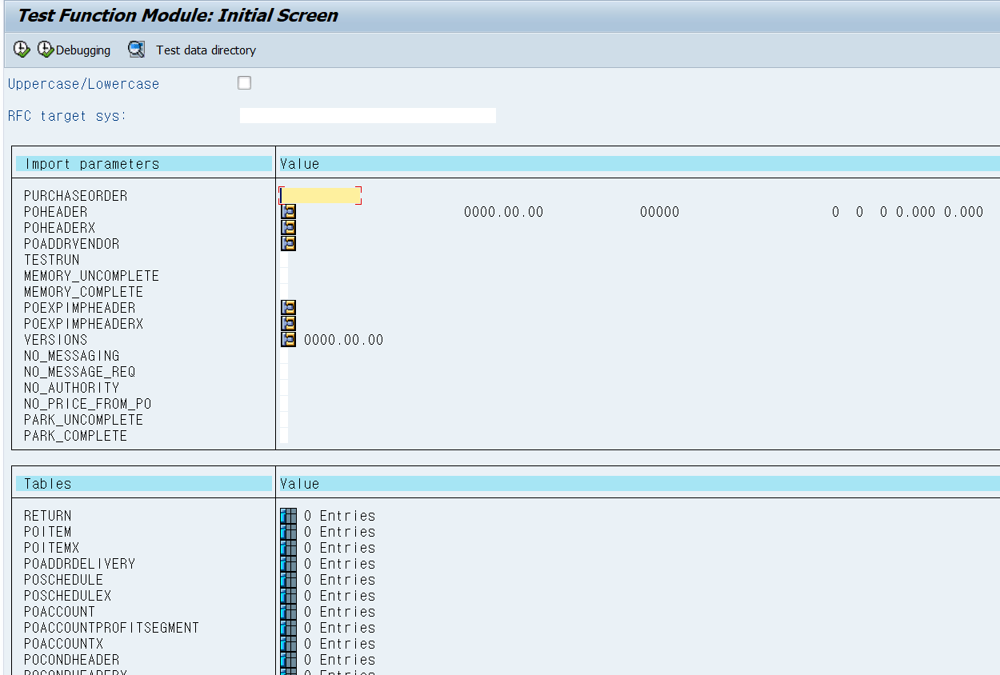 Test Function Module: Initial Screen
Debugging Test data directory
Uppercase/Lowercase
RFC target sys:
Import parameters Value
PURCHASEORDER
POHEADER 0000.00.00 00000 0 0 0 0.000 0.000
POHEADERX
POADDRVENDOR
TESTRUN
MEMORY_UNCOMPLETE
MEMORY_COMPLETE
POEXPIMPHEADER
POEXPIMPHEADERX
VERSIONS 0000.00.00
NO_MESSAGING
NO_MESSAGE_REQ
NO_AUTHORITY
NO_PRICE_FROM_PO
PARK_UNCOMPLETE
PARK_COMPLETE
Tables Value
RETURN 0 Entries
POITEM 0 Entries
POITEMX 0 Entries
POADDRDELIVERY 0 Entries
POSCHEDULE 0 Entries
POSCHEDULEX 0 Entries
POACCOUNT 0 Entries
POACCOUNTPROFITSEGMENT 0 Entries
POACCOUNTX 0 Entries
POCONDHEADER 0 Entries
POCONDHEADERX 0 Entries